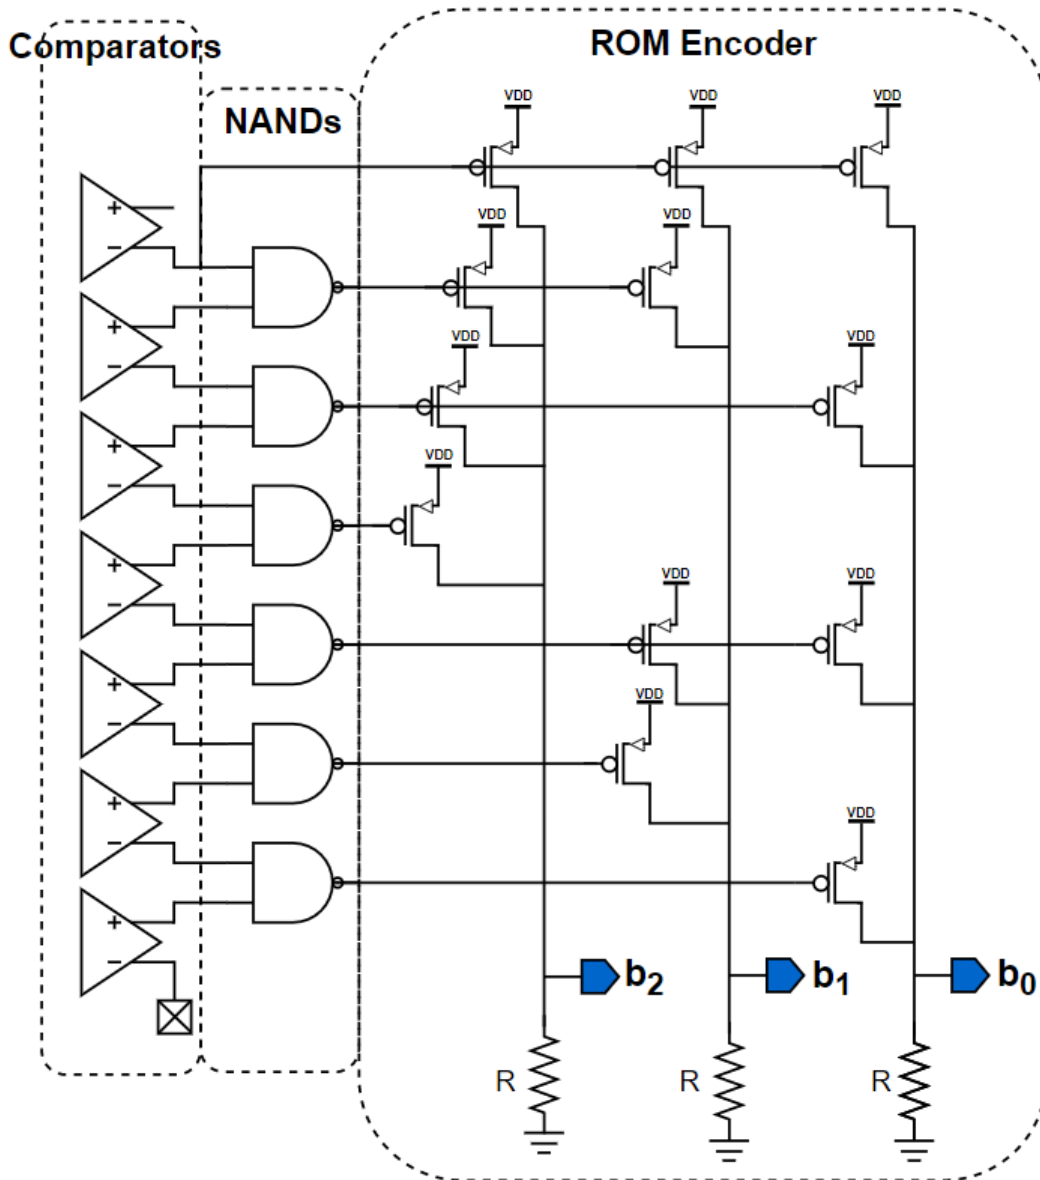 Comparators
ROM Encoder
NANDs
VDD
VDD
VDD
VDD
VDD
VDD
VDD
VDD
VDD
VDD
VDD
VDD
+
−
+
−
+
−
+
−
+
−
+
−
+
−
b2
b1
b0
R
R
R